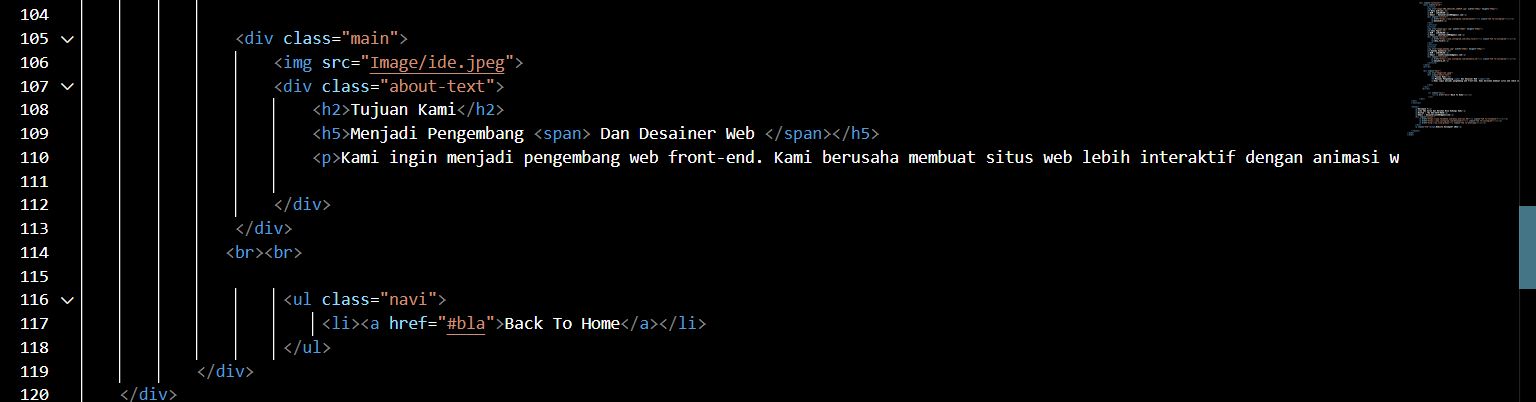 104
105 <div class="main">
106 <img src="Image/ide.jpeg">
107 <div class="about-text">
108 <h2>Tujuan Kami</h2>
109 <h5>Menjadi Pengembang <span> Dan Desainer Web </span></h5>
110 <p>Kami ingin menjadi pengembang web front-end. Kami berusaha membuat situs web lebih interaktif dengan animasi w
111
112 </div>
113 </div>
114 <br><br>
115
116 <ul class="navi">
117 <li><a href="#bla">Back To Home</a></li>
118 </ul>
119 </div>
120 </div>